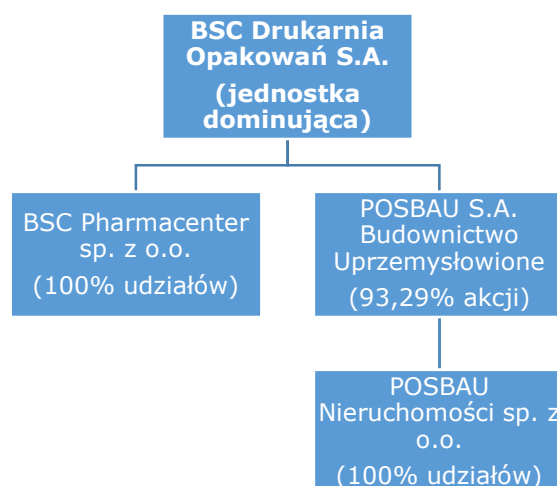 BSC Drukarnia
Opakowań S.A.
(jednostka
dominująca)
BSC Pharmacenter
sp. z o.o.
(100% udziałów)
POSBAU S.A.
Budownictwo
Uprzemysłowione
(93,29% akcji)
POSBAU
Nieruchomości sp. z
o.o.
(100% udziałów)